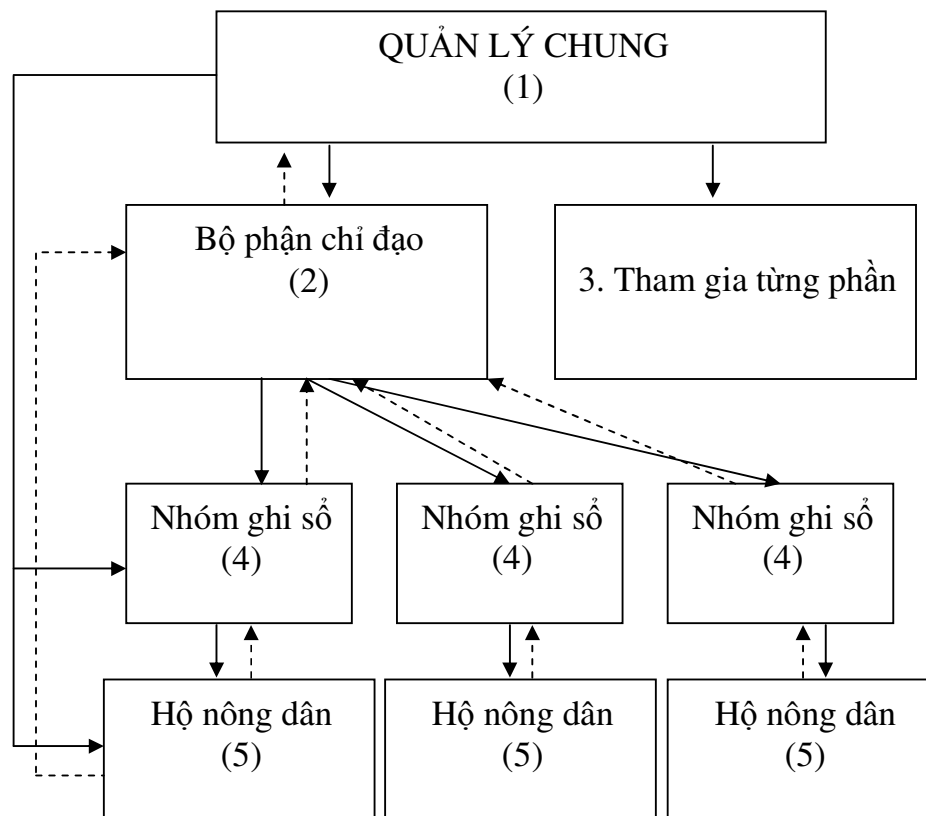 QUẢN LÝ CHUNG
(1)
Bộ phận chỉ đạo
(2)
3. Tham gia từng phần
Nhóm ghi sổ
(4)
Nhóm ghi sổ
(4)
Nhóm ghi sổ
(4)
Hộ nông dân
(5)
Hộ nông dân
(5)
Hộ nông dân
(5)